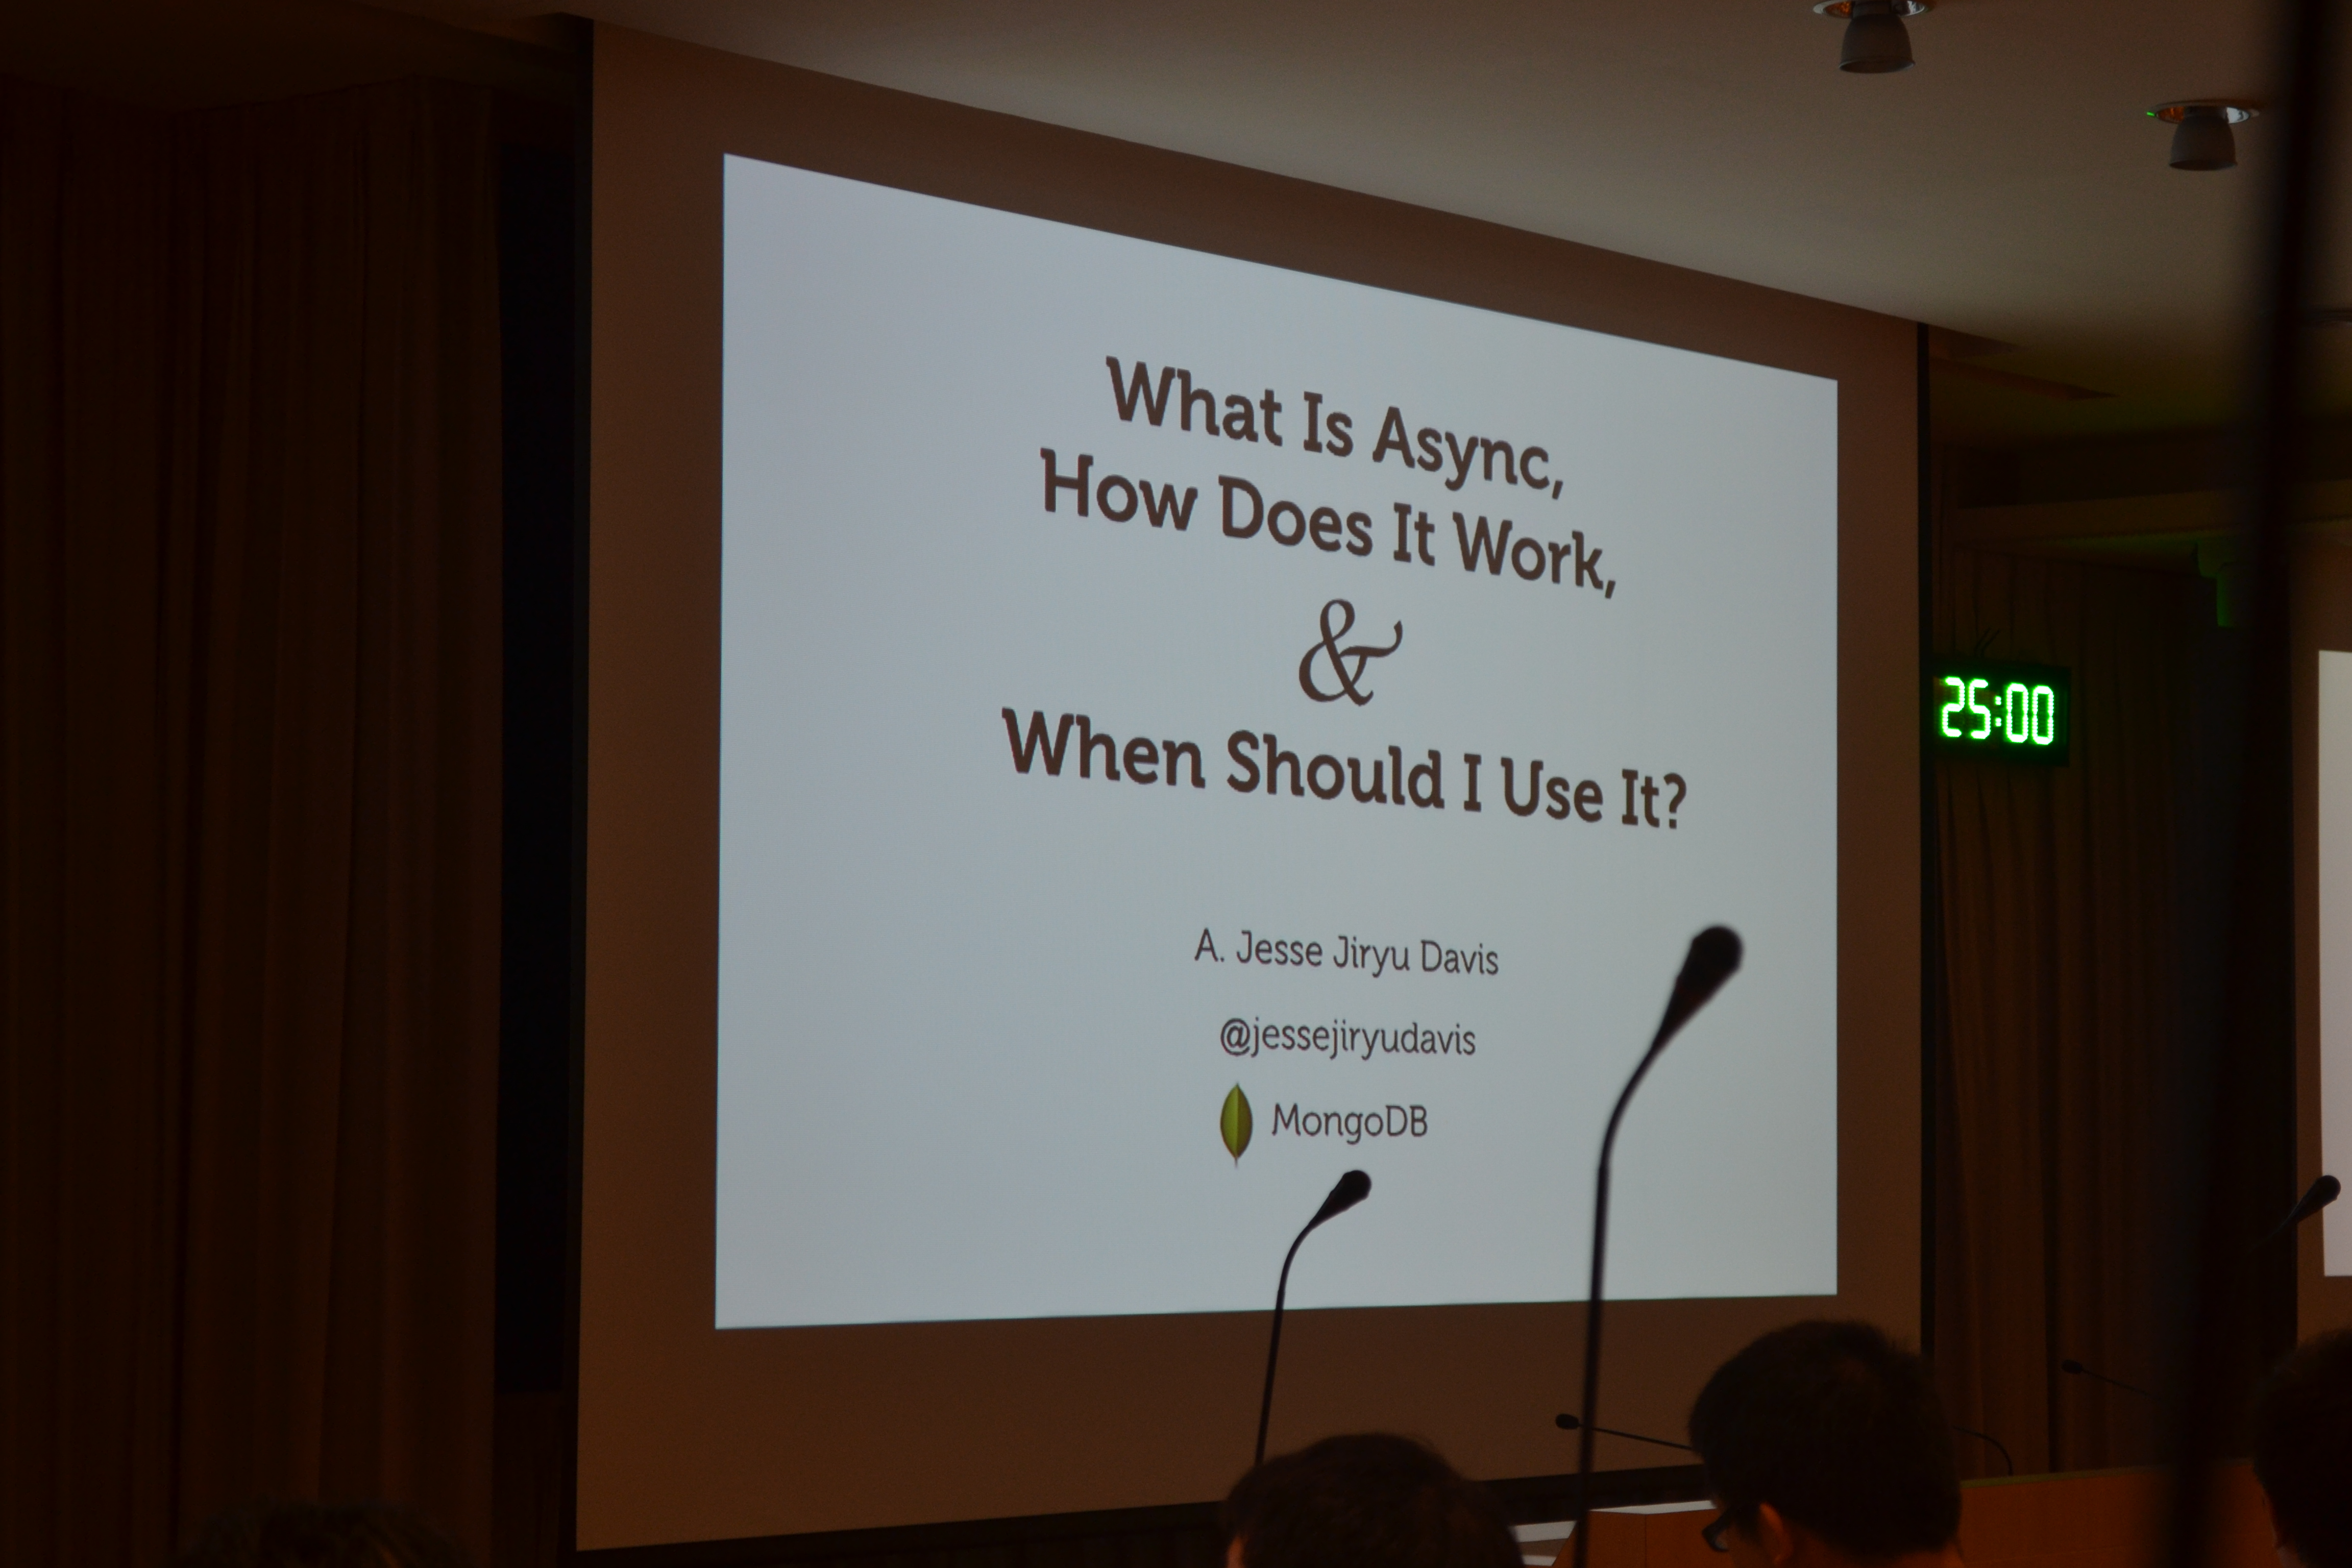 What Is Async,
How Does It Work,
&
When Should I Use It?
A. Jesse Jiryu Davis
@jessejiryudavis
MongoDB
25:00